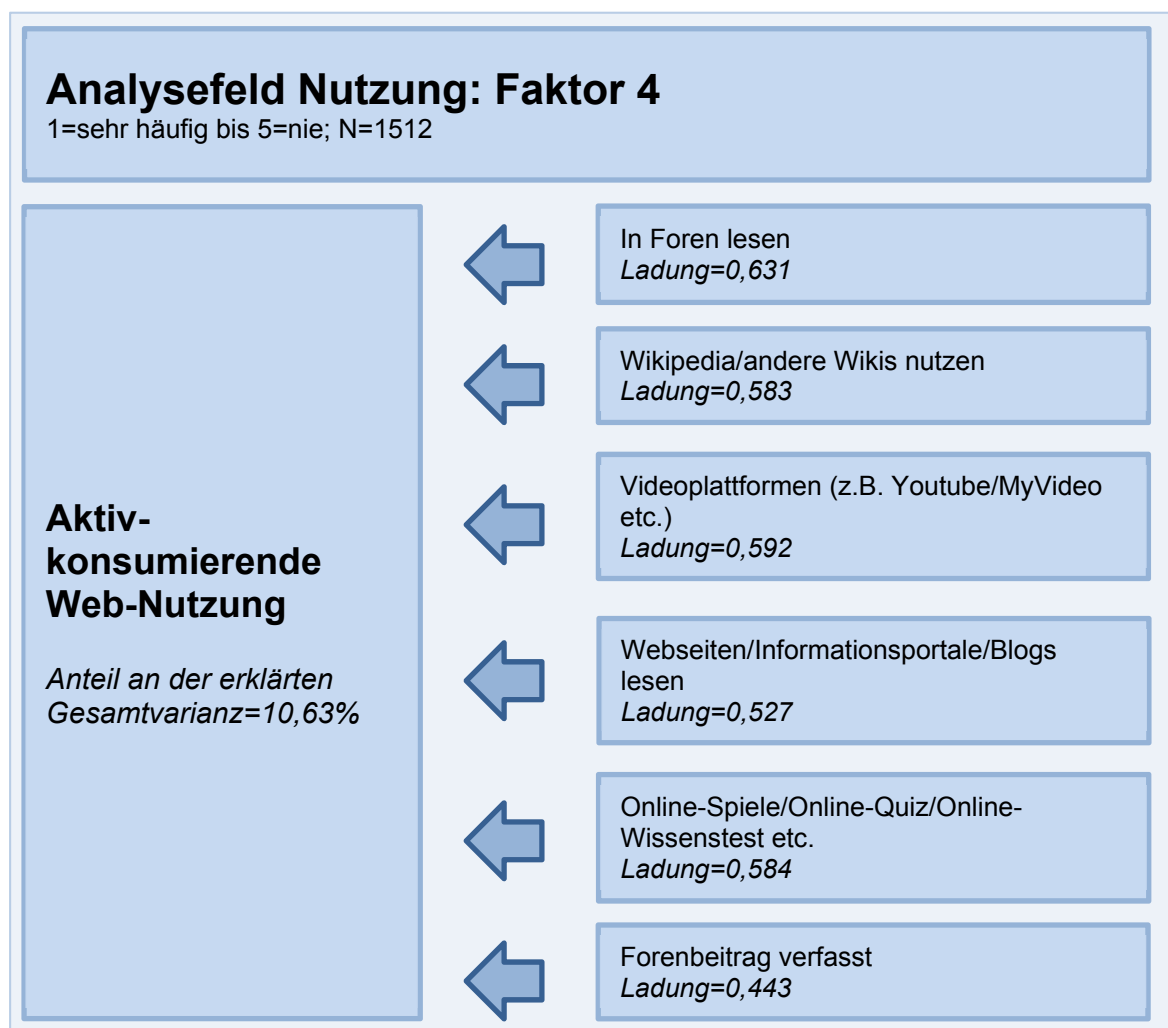 Analysefeld Nutzung: Faktor 4
1=sehr häufig bis 5=nie; N=1512
In Foren lesen
Ladung=0,631
Wikipedia/andere Wikis nutzen
Ladung=0,583
Videoplattformen (z.B. Youtube/MyVideo
etc.)
Ladung=0,592
Aktiv-
konsumierende
Web-Nutzung
Anteil an der erklärten
Gesamtvarianz=10,63%
Webseiten/Informationsportale/Blogs
lesen
Ladung=0,527
Online-Spiele/Online-Quiz/Online-
Wissenstest etc.
Ladung=0,584
Forenbeitrag verfasst
Ladung=0,443